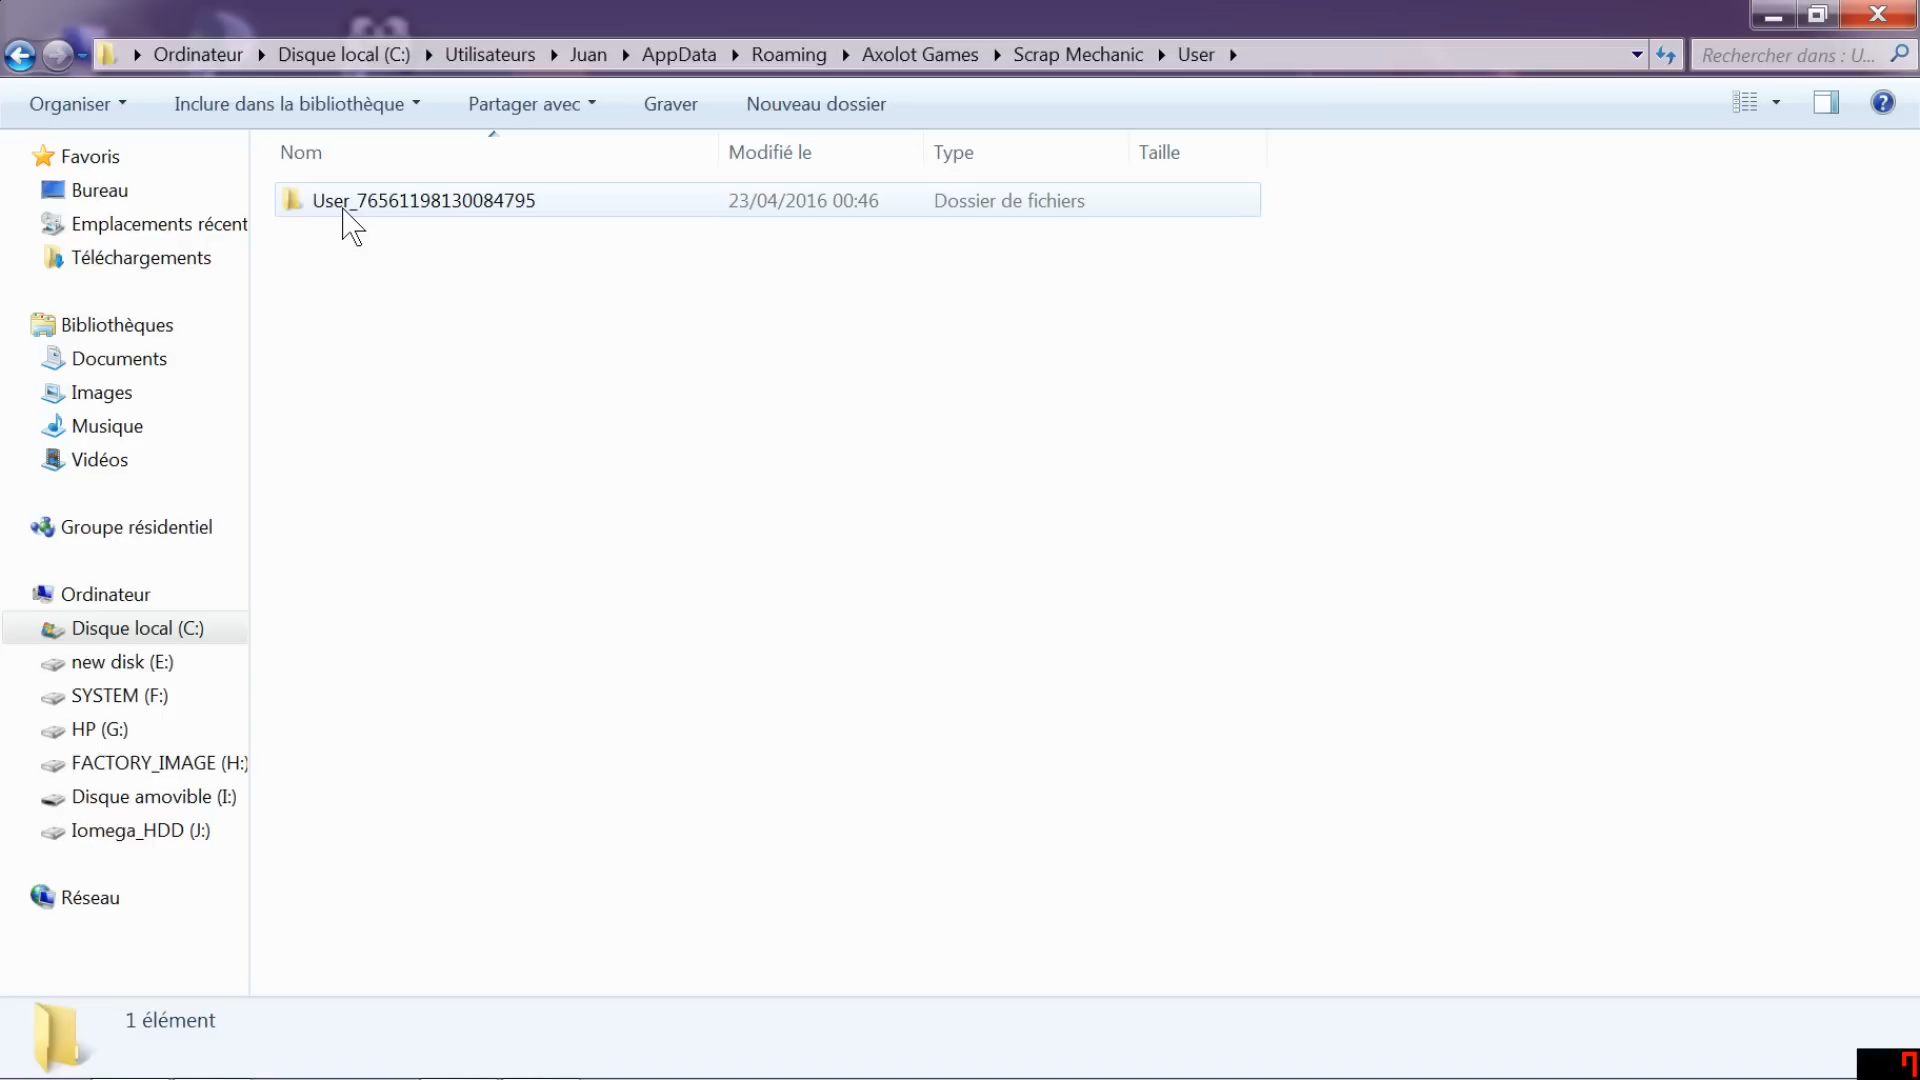 Ordinateur Disque local (C:) Utilisateurs Juan AppData Roaming Axolot Games Scrap Mechanic User
Rechercher dans : U...
Organiser Inclure dans la bibliothèque Partager avec Graver Nouveau dossier
Nom Modifié le Type Taille
User_76561198130084795 23/04/2016 00:46 Dossier de fichiers
Favoris
Bureau
Emplacements récent
Téléchargements
Bibliothèques
Documents
Images
Musique
Vidéos
Groupe résidentiel
Ordinateur
Disque local (C:)
new disk (E:)
SYSTEM (F:)
HP (G:)
FACTORY_IMAGE (H:)
Disque amovible (I:)
Iomega_HDD (J:)
Réseau
1 élément